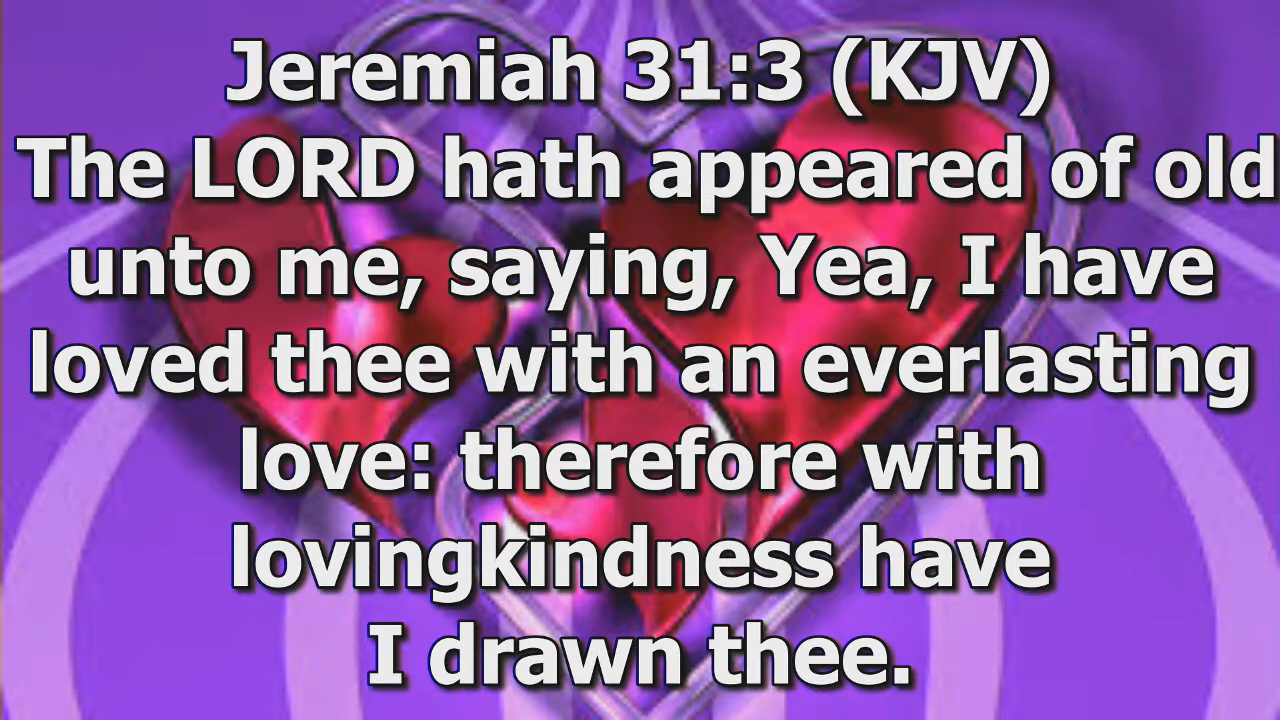 Jeremiah 31:3 (KJV)
The LORD hath appeared of old
unto me, saying, Yea, I have
loved thee with an everlasting
love: therefore with
lovingkindness have
I drawn thee.